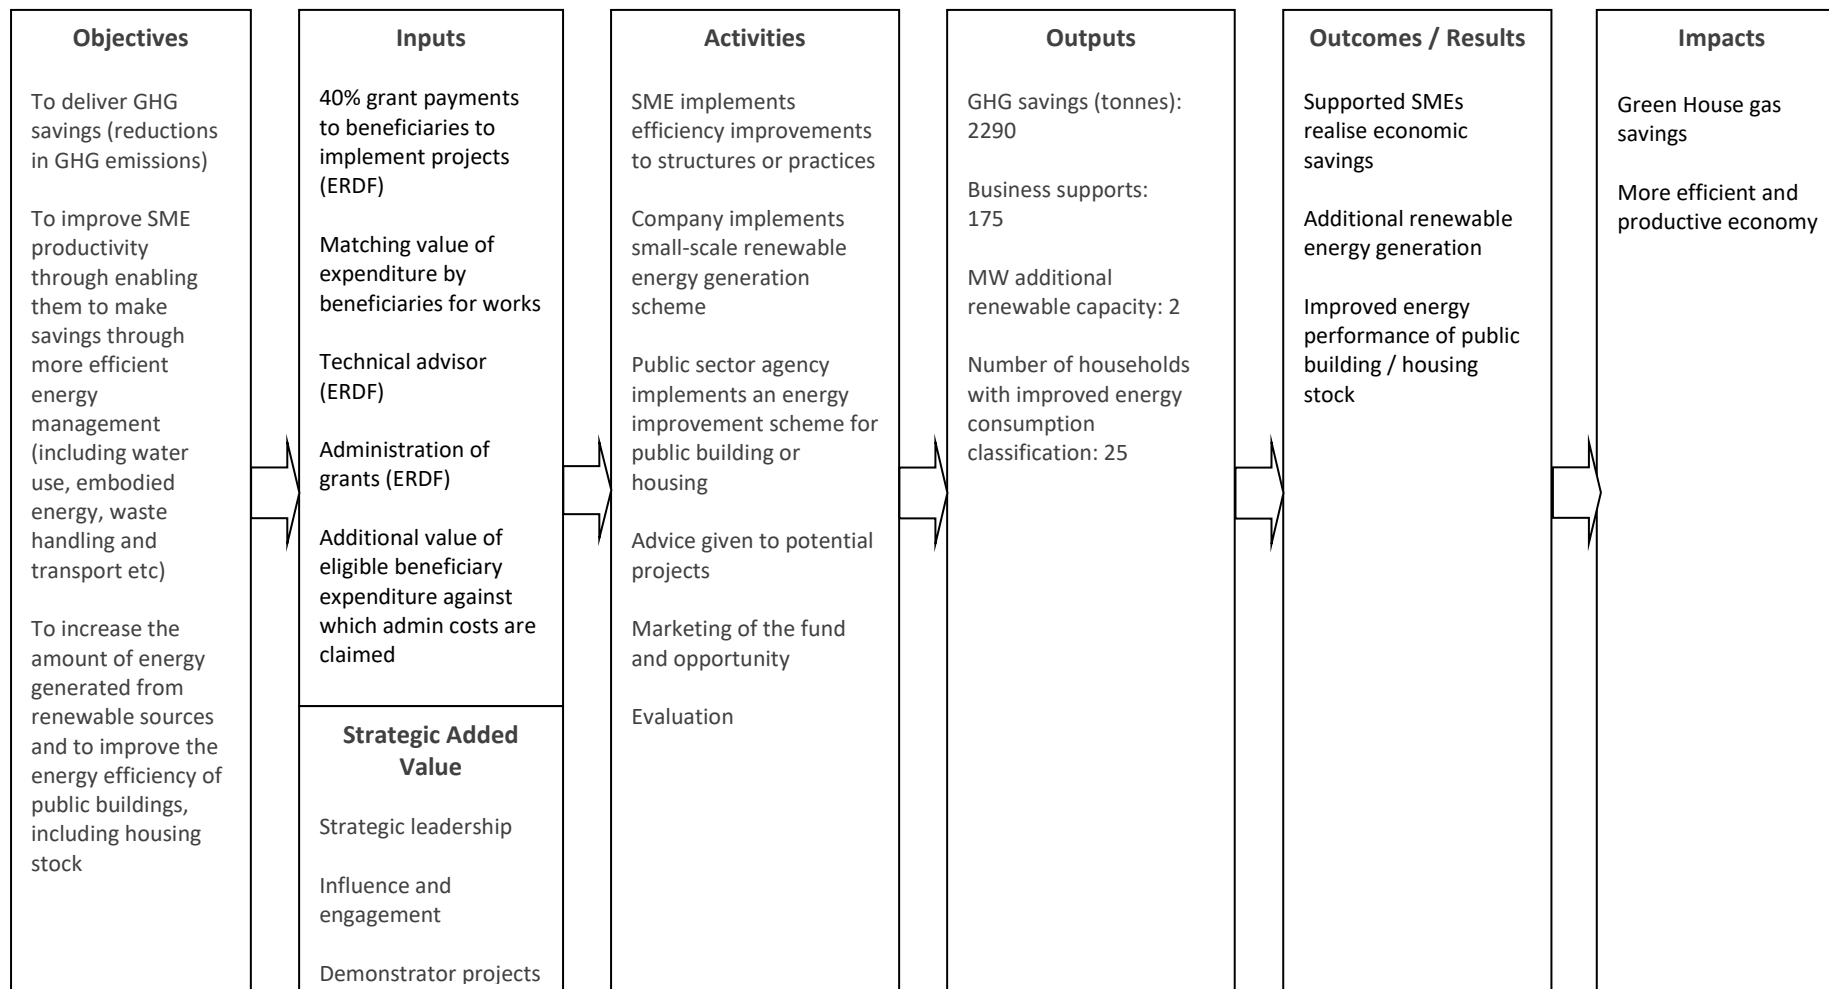 Objectives
To deliver GHG
savings (reductions
in GHG emissions)
To improve SME
productivity
through enabling
them to make
savings through
more efficient
energy
management
(including water
use, embodied
energy, waste
handling and
transport etc)
To increase the
amount of energy
generated from
renewable sources
and to improve the
energy efficiency of
public buildings,
including housing
stock
Inputs
40% grant payments
to beneficiaries to
implement projects
(ERDF)
Matching value of
expenditure by
beneficiaries for works
Technical advisor
(ERDF)
Administration of
grants (ERDF)
Additional value of
eligible beneficiary
expenditure against
which admin costs are
claimed
Strategic Added
Value
Strategic leadership
Influence and
engagement
Demonstrator projects
Activities
SME implements
efficiency improvements
to structures or practices
Company implements
small-scale renewable
energy generation
scheme
Public sector agency
implements an energy
improvement scheme for
public building or
housing
Advice given to potential
projects
Marketing of the fund
and opportunity
Evaluation
Outputs
GHG savings (tonnes):
2290
Business supports:
175
MW additional
renewable capacity: 2
Number of households
with improved energy
consumption
classification: 25
Outcomes / Results
Supported SMEs
realise economic
savings
Additional renewable
energy generation
Improved energy
performance of public
building / housing
stock
Impacts
Green House gas
savings
More efficient and
productive economy